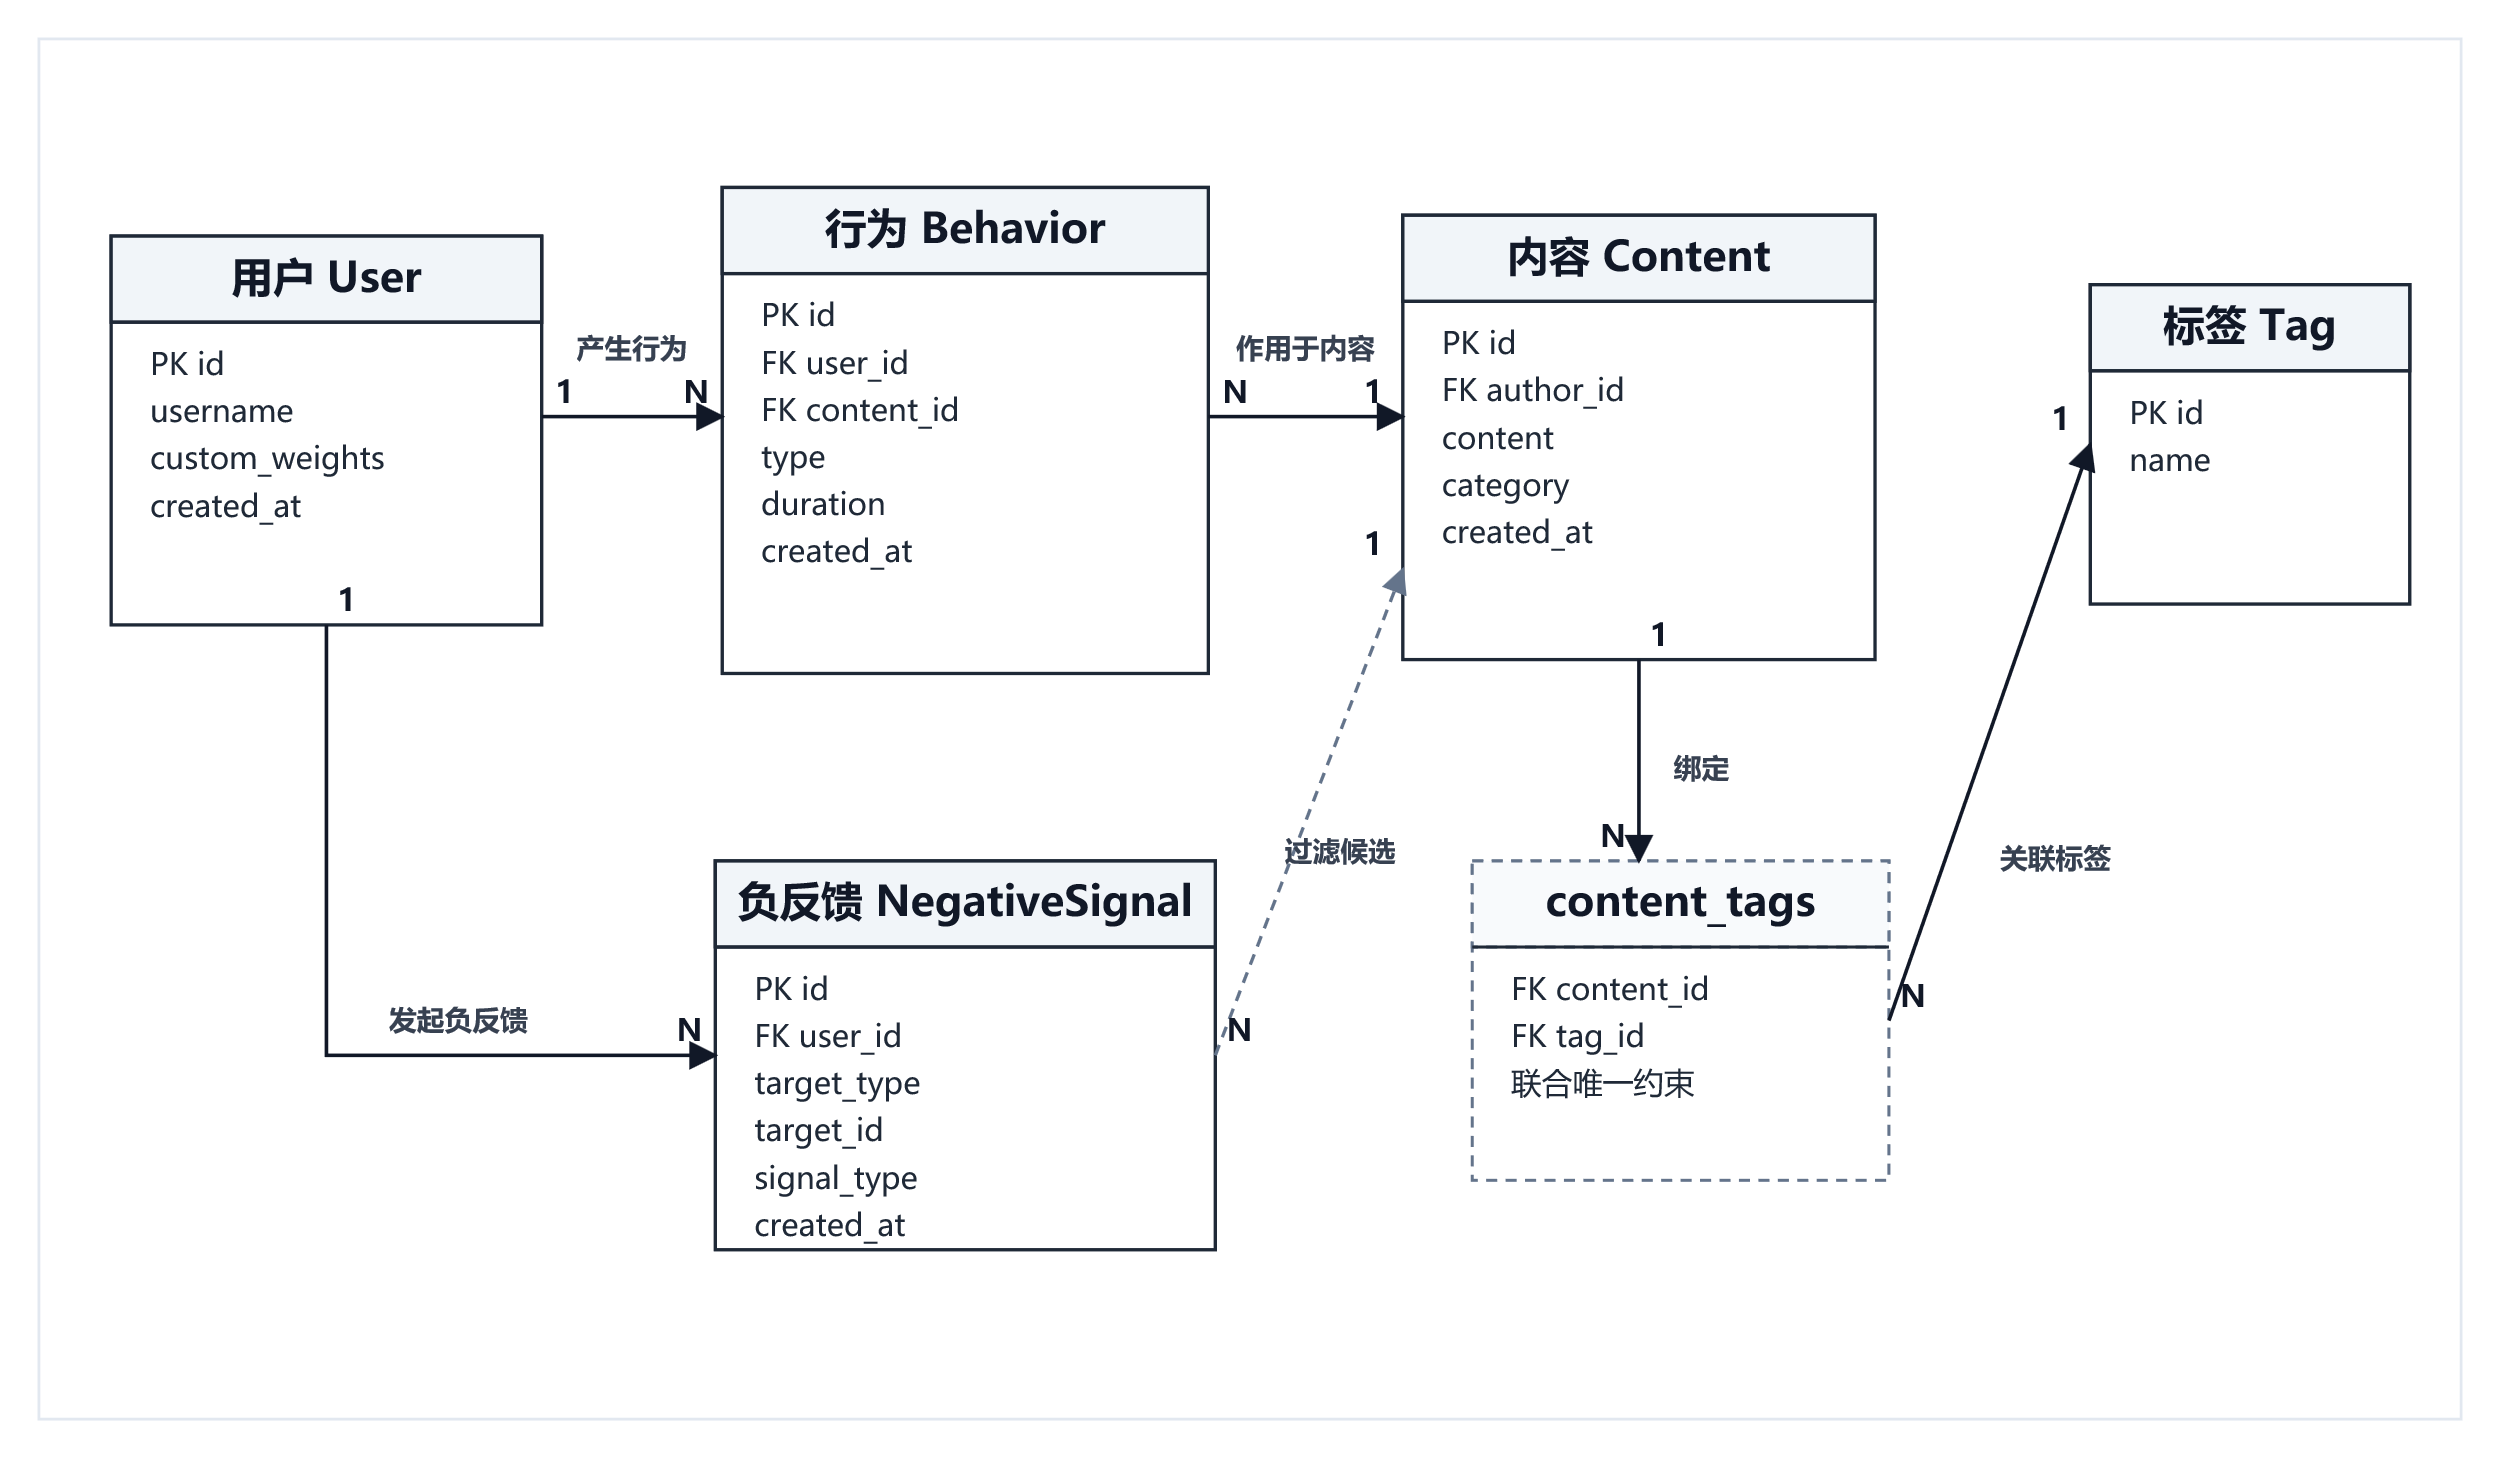 用户 User
PK id
username
custom_weights
created_at
1
产生行为
1
N
行为 Behavior
PK id
FK user_id
FK content_id
type
duration
created_at
作用于内容
N
1
内容 Content
PK id
FK author_id
content
category
created_at
1
1
标签 Tag
PK id
name
1
绑定
N
过滤候选
关联标签
发起负反馈
N
负反馈 NegativeSignal
PK id
FK user_id
target_type
target_id
signal_type
created_at
N
content_tags
FK content_id
FK tag_id
联合唯一约束
N